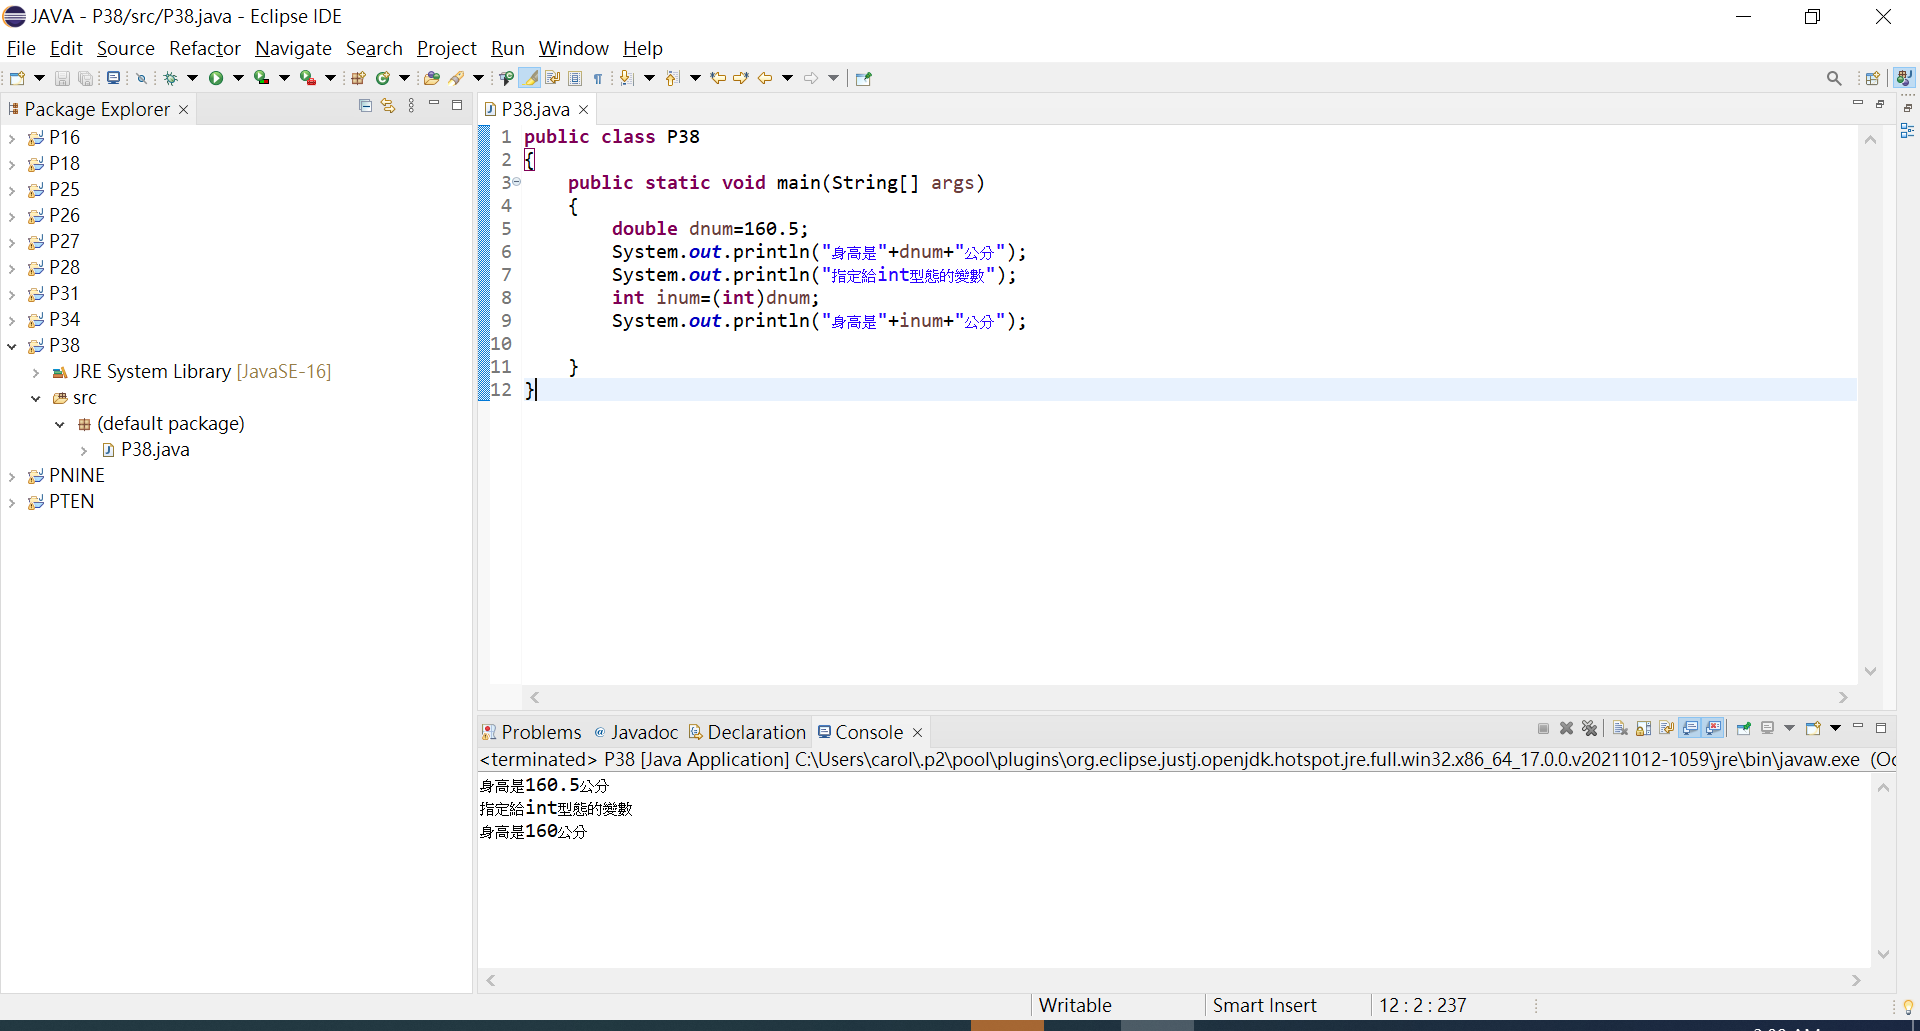 JAVA - P38/src/P38.java - Eclipse IDE
File Edit Source Refactor Navigate Search Project Run Window Help
Package Explorer
P16
P18
P25
P26
P27
P28
P31
P34
P38
JRE System Library [JavaSE-16]
src
(default package)
P38.java
PNINE
PTEN
P38.java
1 public class P38
2 {
3     public static void main(String[] args)
4     {
5         double dnum=160.5;
6         System.out.println("身高是"+dnum+"公分");
7         System.out.println("指定給int型態的變數");
8         int inum=(int)dnum;
9         System.out.println("身高是"+inum+"公分");
10
11     }
12 }
Problems @ Javadoc Declaration Console
<terminated> P38 [Java Application] C:\Users\carol\.p2\pool\plugins\org.eclipse.justj.openjdk.hotspot.jre.full.win32.x86_64_17.0.0.v20211012-1059\jre\bin\javaw.exe (Oc
身高是160.5公分
指定給int型態的變數
身高是160公分
Writable Smart Insert 12 : 2 : 237